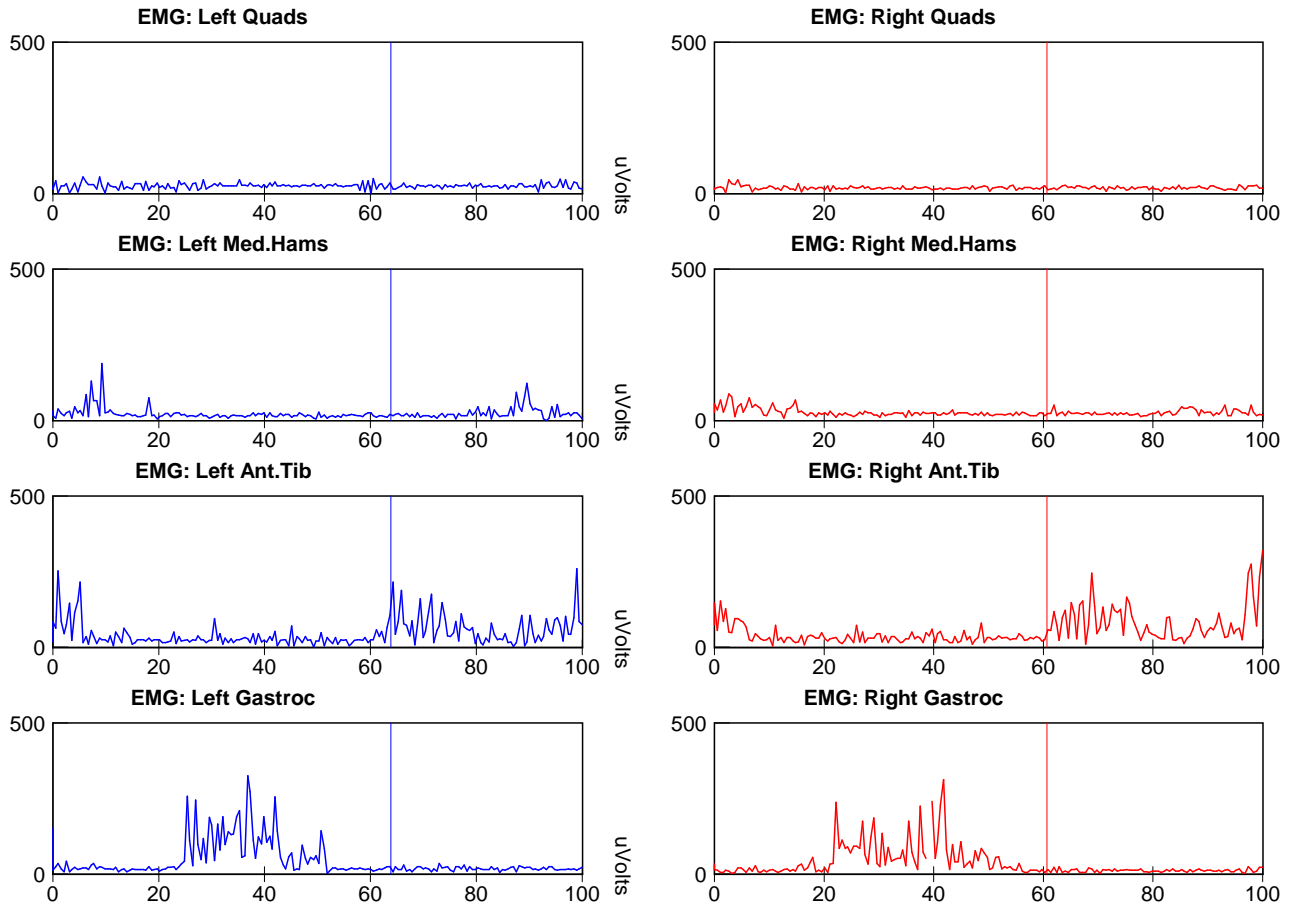 EMG: Left Quads
EMG: Right Quads
500
0
0 20 40 60 80 100
uVolts
500
0
0 20 40 60 80 100
EMG: Left Med.Hams
EMG: Right Med.Hams
500
0
0 20 40 60 80 100
uVolts
500
0
0 20 40 60 80 100
EMG: Left Ant.Tib
EMG: Right Ant.Tib
500
0
0 20 40 60 80 100
uVolts
500
0
0 20 40 60 80 100
EMG: Left Gastroc
EMG: Right Gastroc
500
0
0 20 40 60 80 100
uVolts
500
0
0 20 40 60 80 100